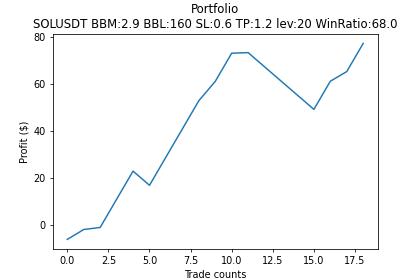 Portfolio
SOLUSDT BBM:2.9 BBL:160 SL:0.6 TP:1.2 lev:20 WinRatio:68.0
80
60
40
20
0
Profit ($)
0.0 2.5 5.0 7.5 10.0 12.5 15.0 17.5
Trade counts